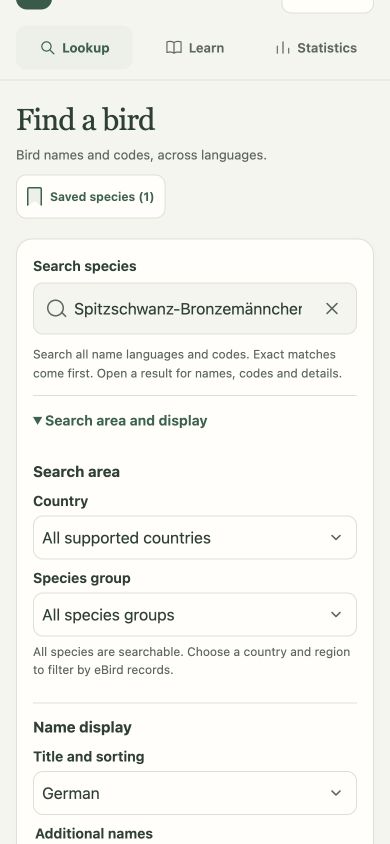 Lookup
Learn
Statistics
Find a bird
Bird names and codes, across languages.
Saved species (1)
Search species
Spitzschwanz-Bronzemännchen
Search all name languages and codes. Exact matches
come first. Open a result for names, codes and details.
Search area and display
Search area
Country
All supported countries
Species group
All species groups
All species are searchable. Choose a country and region
to filter by eBird records.
Name display
Title and sorting
German
Additional names